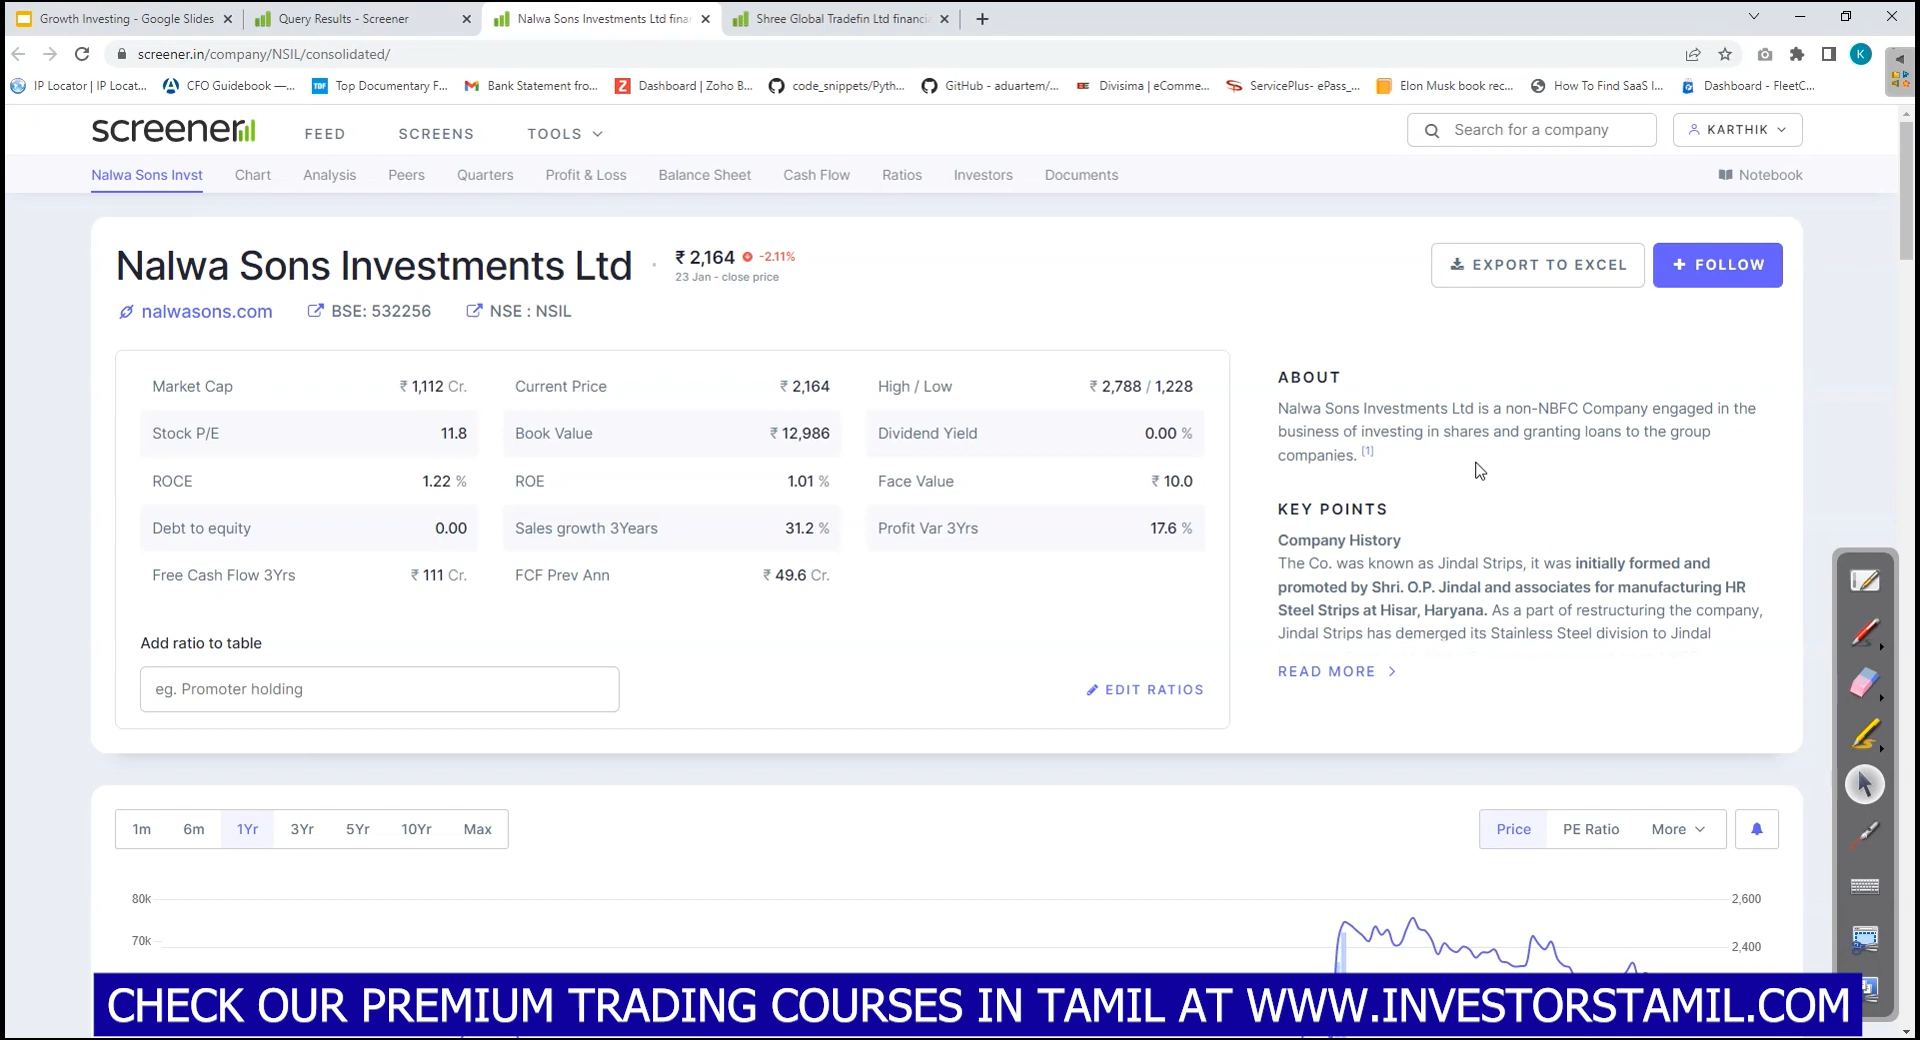 Growth Investing - Google Slides
Query Results - Screener
Nalwa Sons Investments Ltd finan
Shree Global Tradefin Ltd financi
screener.in/company/NSIL/consolidated/
K
IP Locator | IP Locat...
CFO Guidebook —...
TDF
Top Documentary F...
Bank Statement fro...
Dashboard | Zoho B...
code_snippets/Pyth...
GitHub - aduartem/...
Divisima | eComme...
ServicePlus- ePass_...
Elon Musk book rec...
How To Find SaaS I...
Dashboard - FleetC...
screener
FEED
SCREENS
TOOLS
Search for a company
KARTHIK
Nalwa Sons Invst
Chart
Analysis
Peers
Quarters
Profit & Loss
Balance Sheet
Cash Flow
Ratios
Investors
Documents
Notebook
Nalwa Sons Investments Ltd
₹ 2,164 -2.11%
23 Jan - close price
EXPORT TO EXCEL
+ FOLLOW
nalwasons.com
BSE: 532256
NSE : NSIL
Market Cap ₹ 1,112 Cr.
Current Price ₹ 2,164
High / Low ₹ 2,788 / 1,228
Stock P/E 11.8
Book Value ₹ 12,986
Dividend Yield 0.00 %
ROCE 1.22 %
ROE 1.01 %
Face Value ₹ 10.0
Debt to equity 0.00
Sales growth 3Years 31.2 %
Profit Var 3Yrs 17.6 %
Free Cash Flow 3Yrs ₹ 111 Cr.
FCF Prev Ann ₹ 49.6 Cr.
Add ratio to table
eg. Promoter holding
EDIT RATIOS
ABOUT
Nalwa Sons Investments Ltd is a non-NBFC Company engaged in the
business of investing in shares and granting loans to the group
companies. [1]
KEY POINTS
Company History
The Co. was known as Jindal Strips, it was initially formed and
promoted by Shri. O.P. Jindal and associates for manufacturing HR
Steel Strips at Hisar, Haryana. As a part of restructuring the company,
Jindal Strips has demerged its Stainless Steel division to Jindal
READ MORE
1m
6m
1Yr
3Yr
5Yr
10Yr
Max
Price
PE Ratio
More
80k
2,600
70k
2,400
CHECK OUR PREMIUM TRADING COURSES IN TAMIL AT WWW.INVESTORSTAMIL.COM